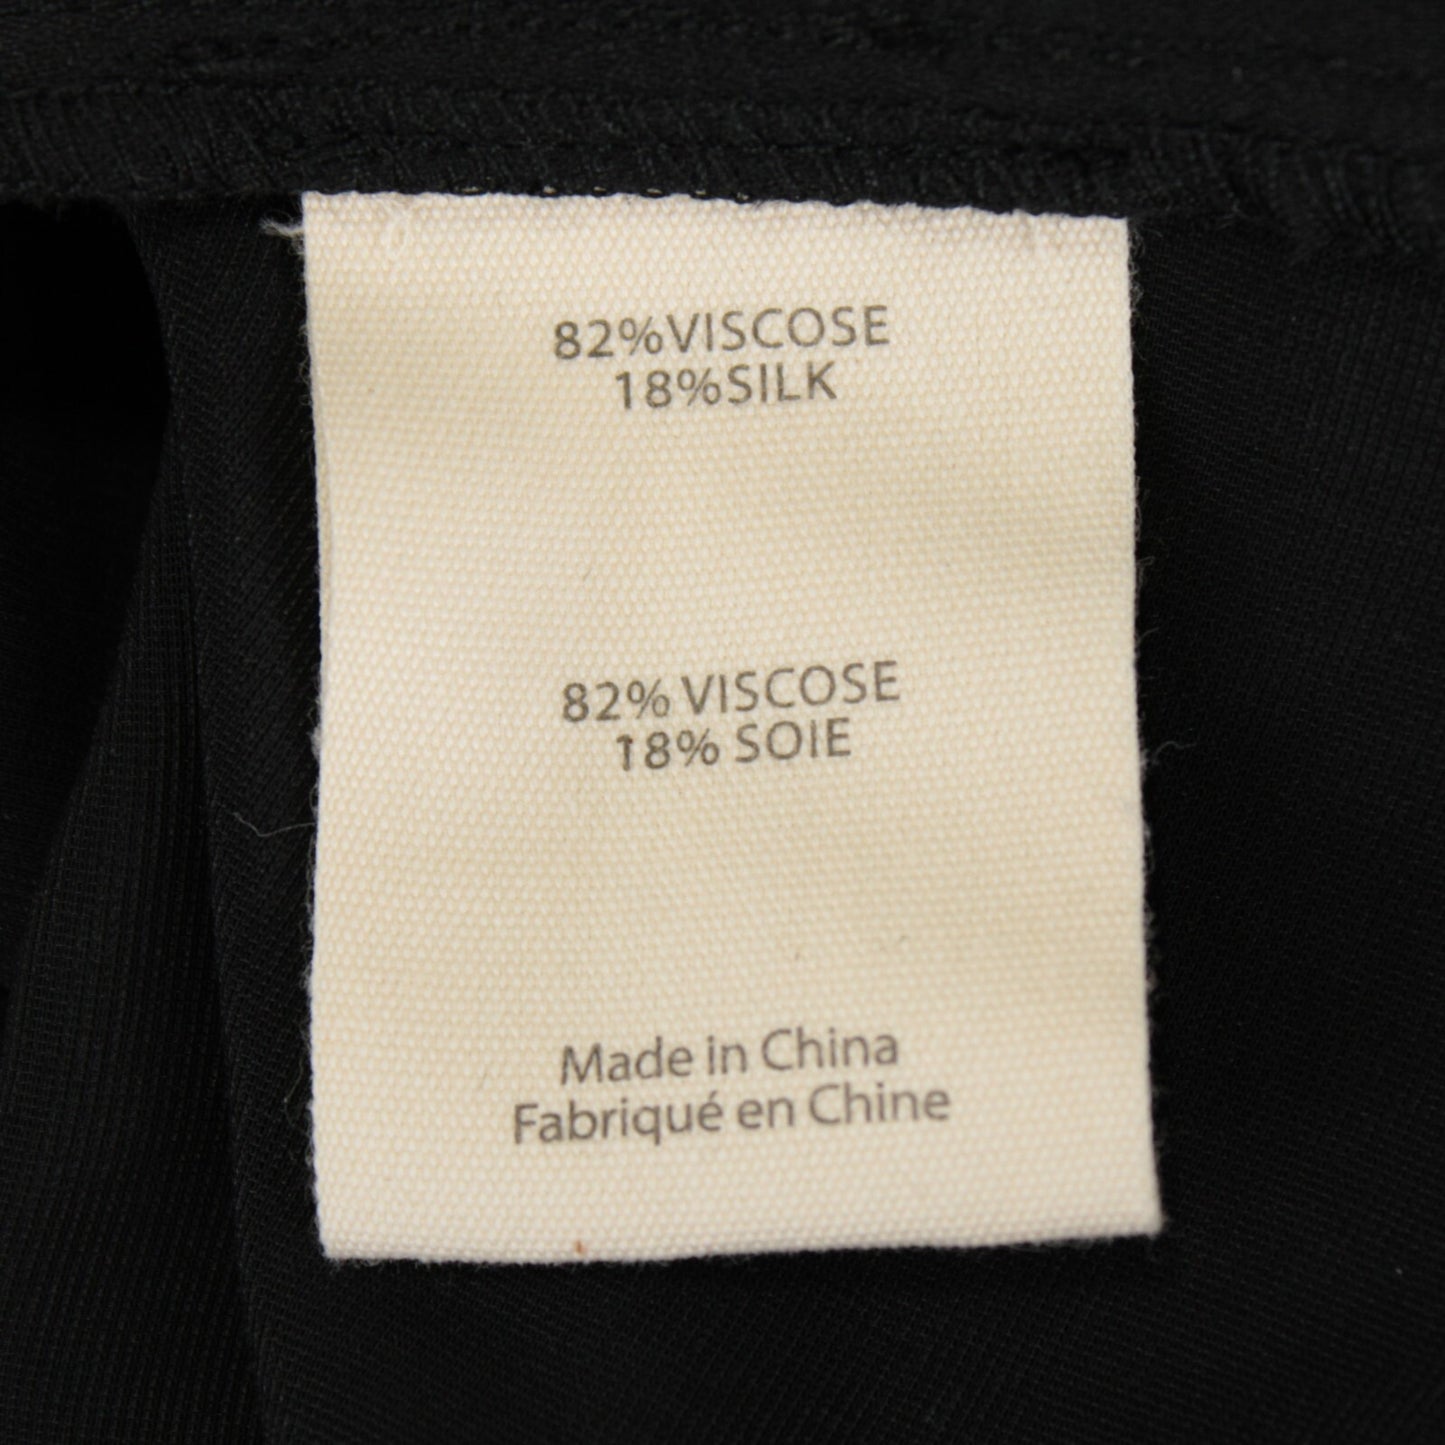 82%VISCOSE
18%SILK
82% VISCOSE
18% SOIE
Made in China
Fabriqué en Chine